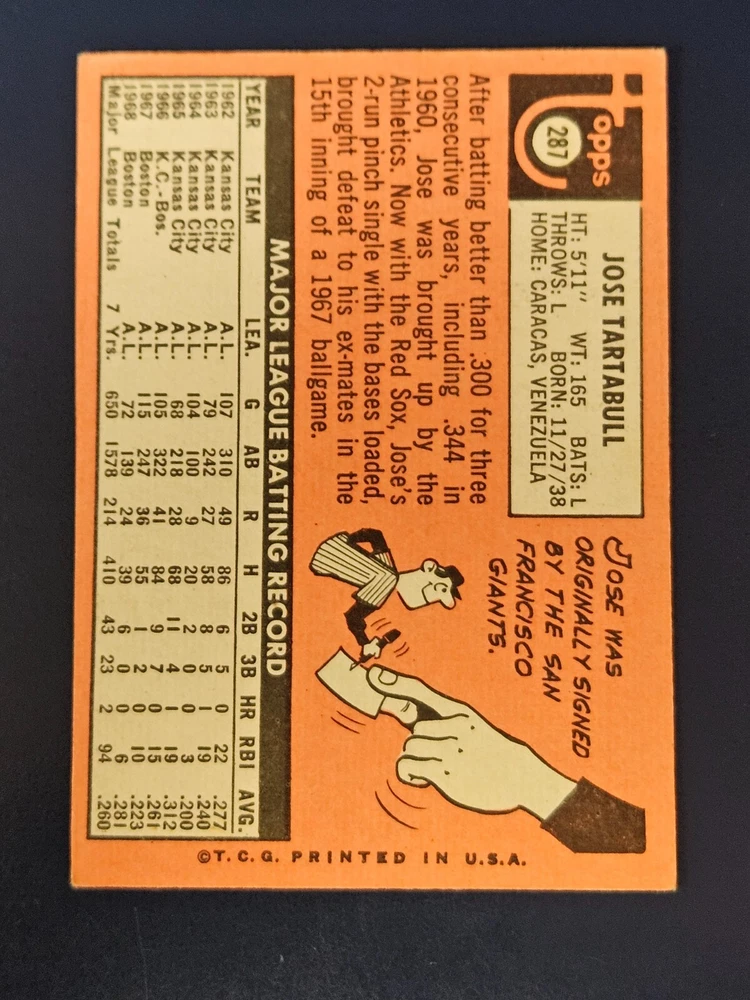 Topps
287
JOSE TARTABULL
HT: 5'11" WT: 165 BATS: L
THROWS: L BORN: 11/27/38
HOME: CARACAS, VENEZUELA
After batting better than .300 for three
consecutive years, including .344 in
1960, Jose was brought up by the
Athletics. Now with the Red Sox, Jose's
2-run pinch single with the bases loaded,
brought defeat to his ex-mates in the
15th inning of a 1967 ballgame.
JOSE WAS
ORIGINALLY SIGNED
BY THE SAN
FRANCISCO
GIANTS.
MAJOR LEAGUE BATTING RECORD
YEAR TEAM LEA. G AB R H 2B 3B HR RBI AVG.
1962 Kansas City A.L. 107 310 49 86 6 5 0 22 .277
1963 Kansas City A.L. 79 242 27 58 8 5 1 19 .240
1964 Kansas City A.L. 104 100 9 20 2 0 0 3 .200
1965 Kansas City A.L. 68 218 28 68 11 4 1 19 .312
1966 K.C.-Bos. A.L. 105 322 41 84 9 7 0 15 .261
1967 Boston A.L. 115 247 36 55 1 2 0 10 .223
1968 Boston A.L. 72 139 24 39 6 0 0 6 .281
Major League Totals 7 Yrs. 650 1578 214 410 43 23 2 94 .260
©T.C.G. PRINTED IN U.S.A.